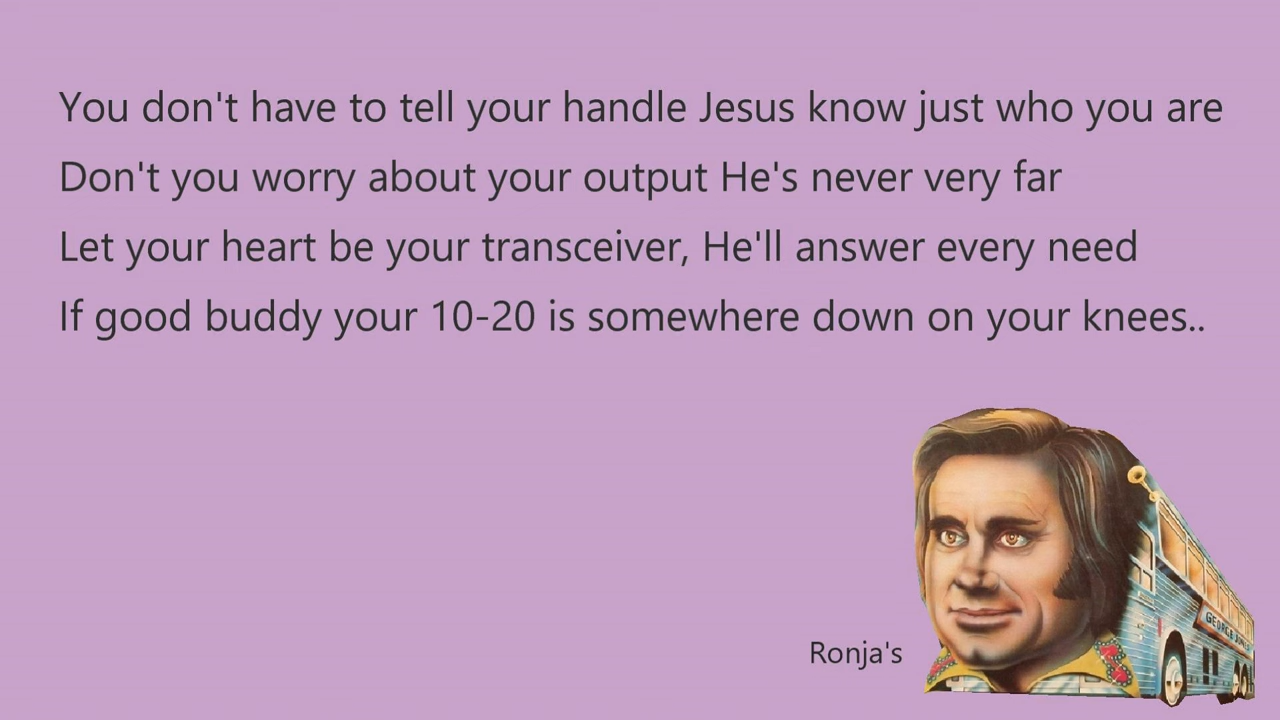 You don't have to tell your handle Jesus know just who you are
Don't you worry about your output He's never very far
Let your heart be your transceiver, He'll answer every need
If good buddy your 10-20 is somewhere down on your knees..
GEORGE JONES
Ronja's